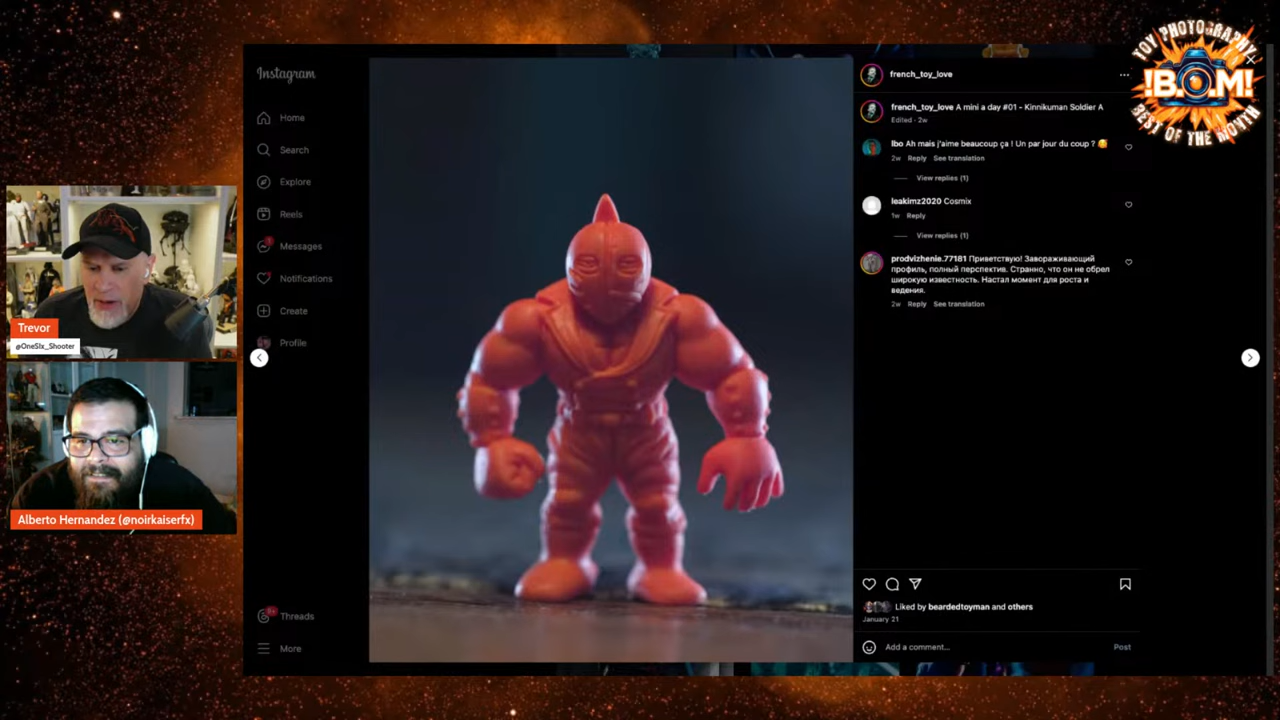 TOY PHOTOGRAPHY
!B.O.M!
BEST OF THE MONTH
Instagram
Home
Search
Explore
Reels
Messages
Notifications
Create
Profile
Threads
More
Trevor
@OneSIx_Shooter
Alberto Hernandez (@noirkaiserfx)
french_toy_love
french_toy_love A mini a day #01 - Kinnikuman Soldier A
Edited · 2w
lbo Ah mais j'aime beaucoup ça ! Un par jour du coup ? 🥰
2w Reply See translation
View replies (1)
leakimz2020 Cosmix
1w Reply
View replies (1)
prodvizhenie.77181 Приветствую! Завораживающий
профиль, полный перспектив. Странно, что он не обрел
широкую известность. Настал момент для роста и
ведения.
2w Reply See translation
Liked by beardedtoyman and others
January 21
Add a comment...
Post